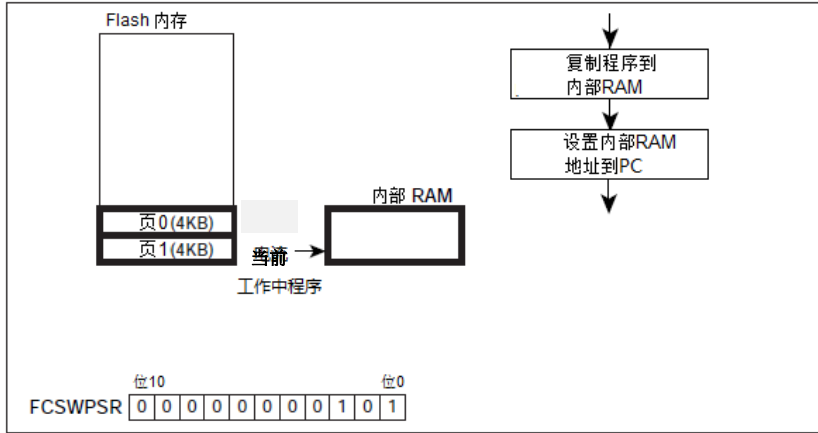 Flash 内存
复制程序到
内部RAM
设置内部RAM
地址到PC
内部 RAM
页0(4KB)
页1(4KB)
当前
工作中程序
位10
位0
FCSWPSR 0 0 0 0 0 0 0 0 1 0 1